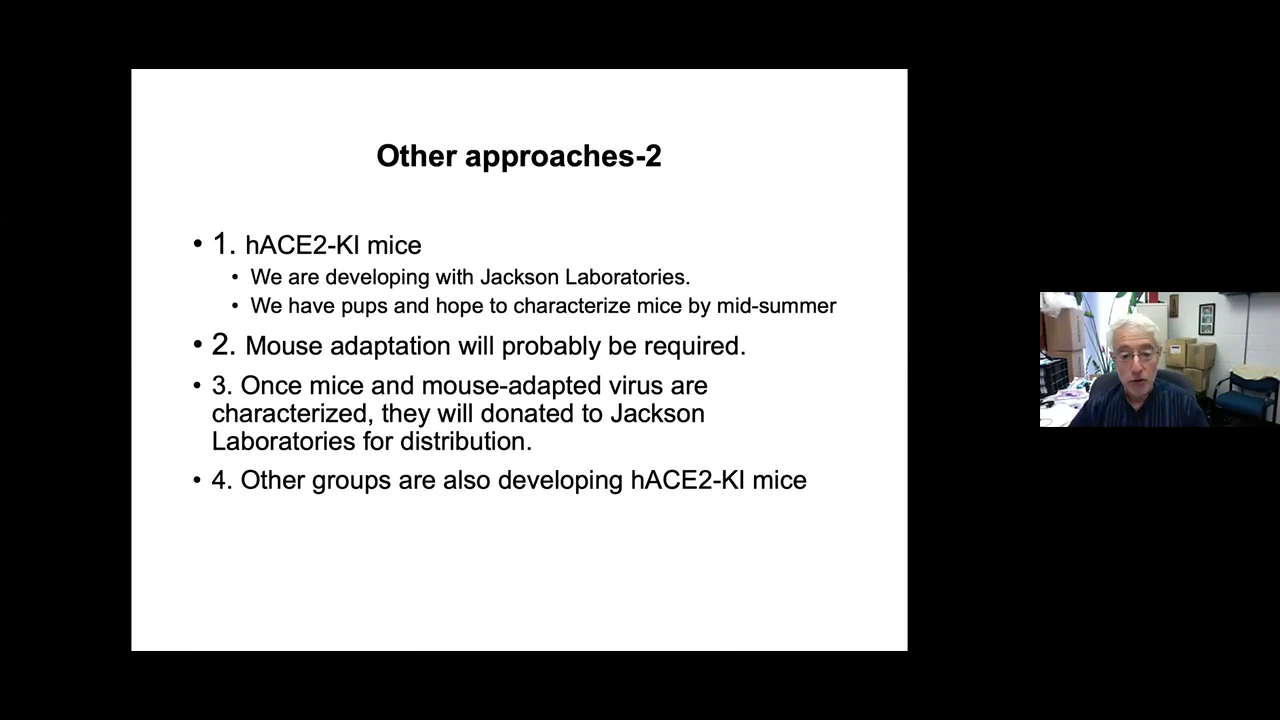 Other approaches-2
• 1. hACE2-KI mice
• We are developing with Jackson Laboratories.
• We have pups and hope to characterize mice by mid-summer
• 2. Mouse adaptation will probably be required.
• 3. Once mice and mouse-adapted virus are
characterized, they will donated to Jackson
Laboratories for distribution.
• 4. Other groups are also developing hACE2-KI mice